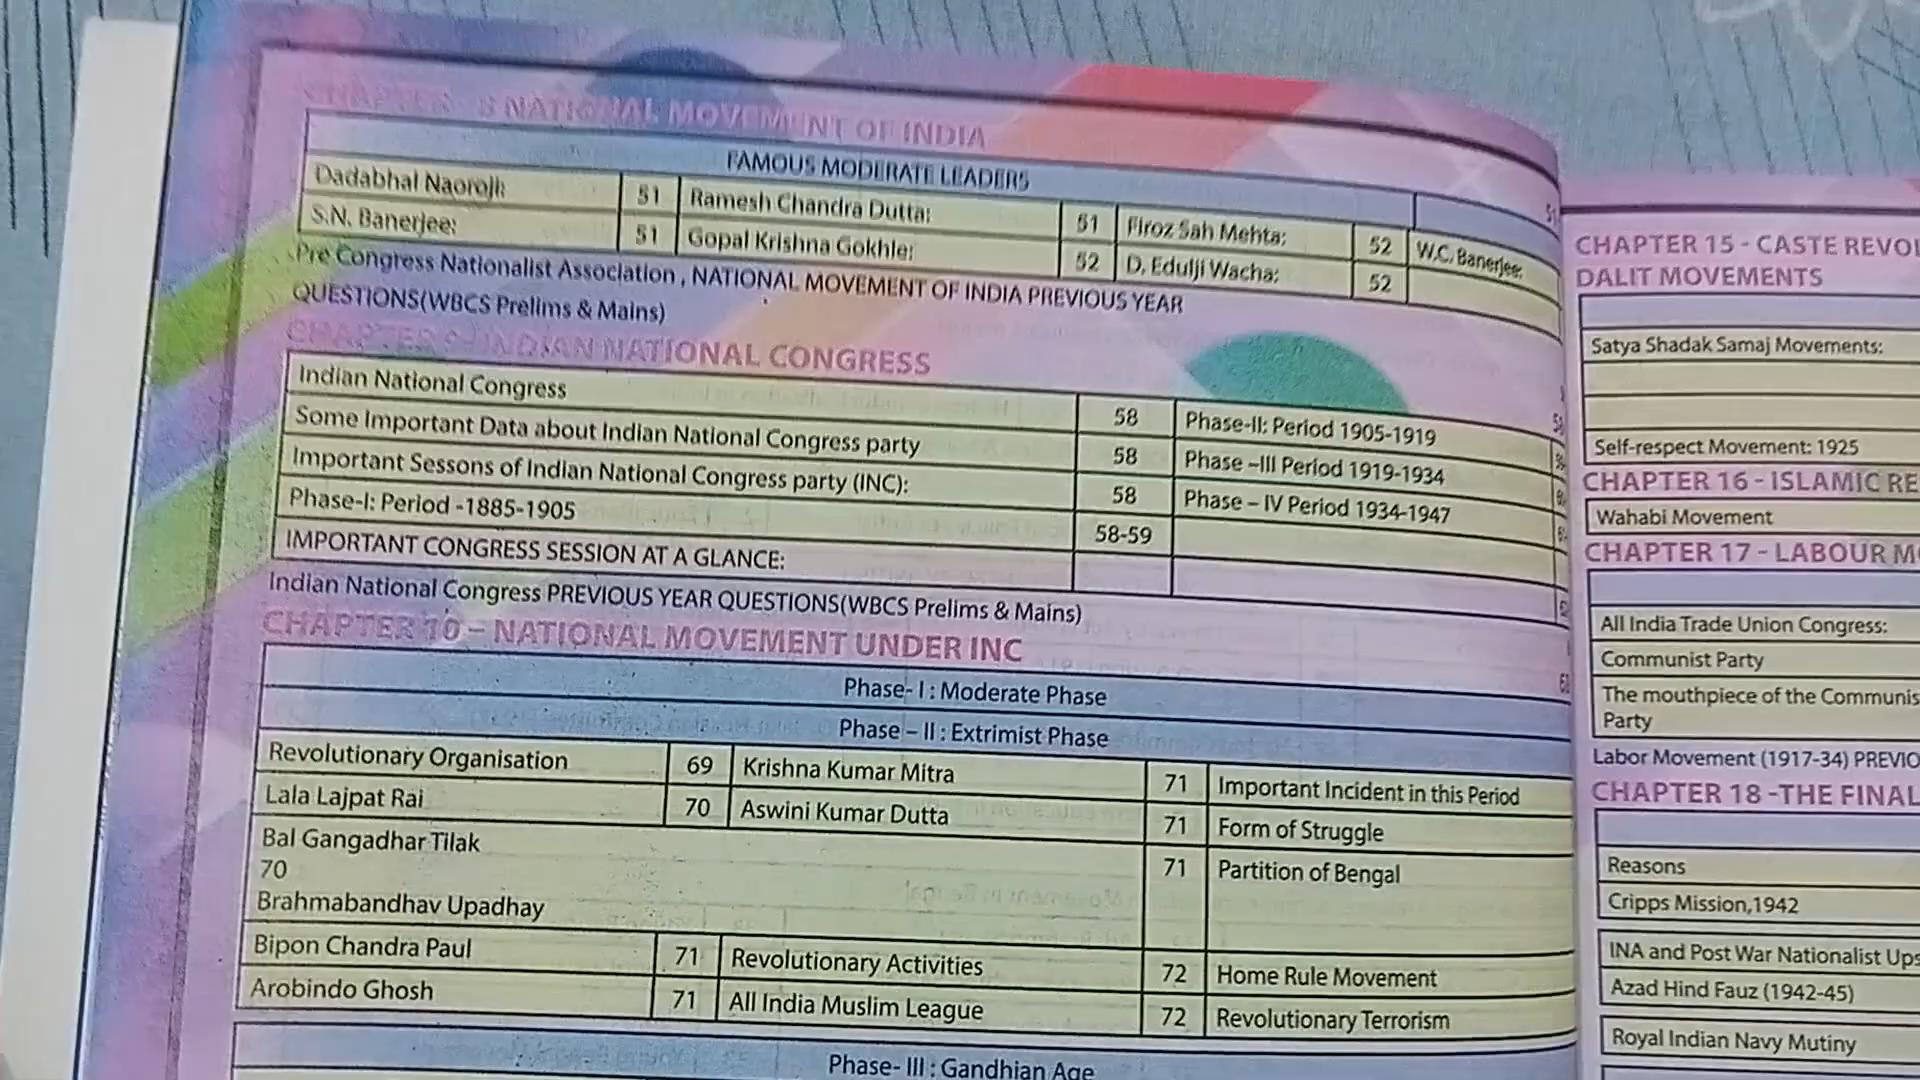 CHAPTER - 8 NATIONAL MOVEMENT OF INDIA
FAMOUS MODERATE LEADERS
Dadabhai Naoroji: 51 Ramesh Chandra Dutta: 51 Firoz Sah Mehta: 52 W.C. Banerjee:
S.N. Banerjee: 51 Gopal Krishna Gokhle: 52 D. Edulji Wacha: 52
Pre Congress Nationalist Association , NATIONAL MOVEMENT OF INDIA PREVIOUS YEAR
QUESTIONS(WBCS Prelims & Mains)
CHAPTER 9 - INDIAN NATIONAL CONGRESS
Indian National Congress 58 Phase-II: Period 1905-1919
Some Important Data about Indian National Congress party 58 Phase –III Period 1919-1934
Important Sessons of Indian National Congress party (INC): 58 Phase – IV Period 1934-1947
Phase-I: Period -1885-1905 58-59
IMPORTANT CONGRESS SESSION AT A GLANCE:
Indian National Congress PREVIOUS YEAR QUESTIONS(WBCS Prelims & Mains)
CHAPTER 10 – NATIONAL MOVEMENT UNDER INC
Phase- I : Moderate Phase
Phase – II : Extrimist Phase
Revolutionary Organisation 69 Krishna Kumar Mitra 71 Important Incident in this Period
Lala Lajpat Rai 70 Aswini Kumar Dutta 71 Form of Struggle
Bal Gangadhar Tilak 71 Partition of Bengal
70
Brahmabandhav Upadhay
Bipon Chandra Paul 71 Revolutionary Activities 72 Home Rule Movement
Arobindo Ghosh 71 All India Muslim League 72 Revolutionary Terrorism
Phase- III : Gandhian Age
CHAPTER 15 - CASTE REVOL
DALIT MOVEMENTS
Satya Shadak Samaj Movements:
Self-respect Movement: 1925
CHAPTER 16 - ISLAMIC RE
Wahabi Movement
CHAPTER 17 - LABOUR M
All India Trade Union Congress:
Communist Party
The mouthpiece of the Communis
Party
Labor Movement (1917-34) PREVIO
CHAPTER 18 -THE FINAL
Reasons
Cripps Mission,1942
INA and Post War Nationalist Ups
Azad Hind Fauz (1942-45)
Royal Indian Navy Mutiny